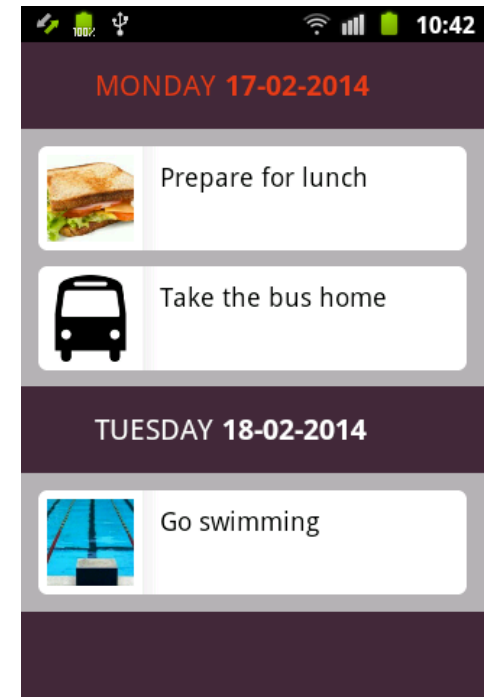 100%
10:42
MONDAY 17-02-2014
Prepare for lunch
Take the bus home
TUESDAY 18-02-2014
Go swimming